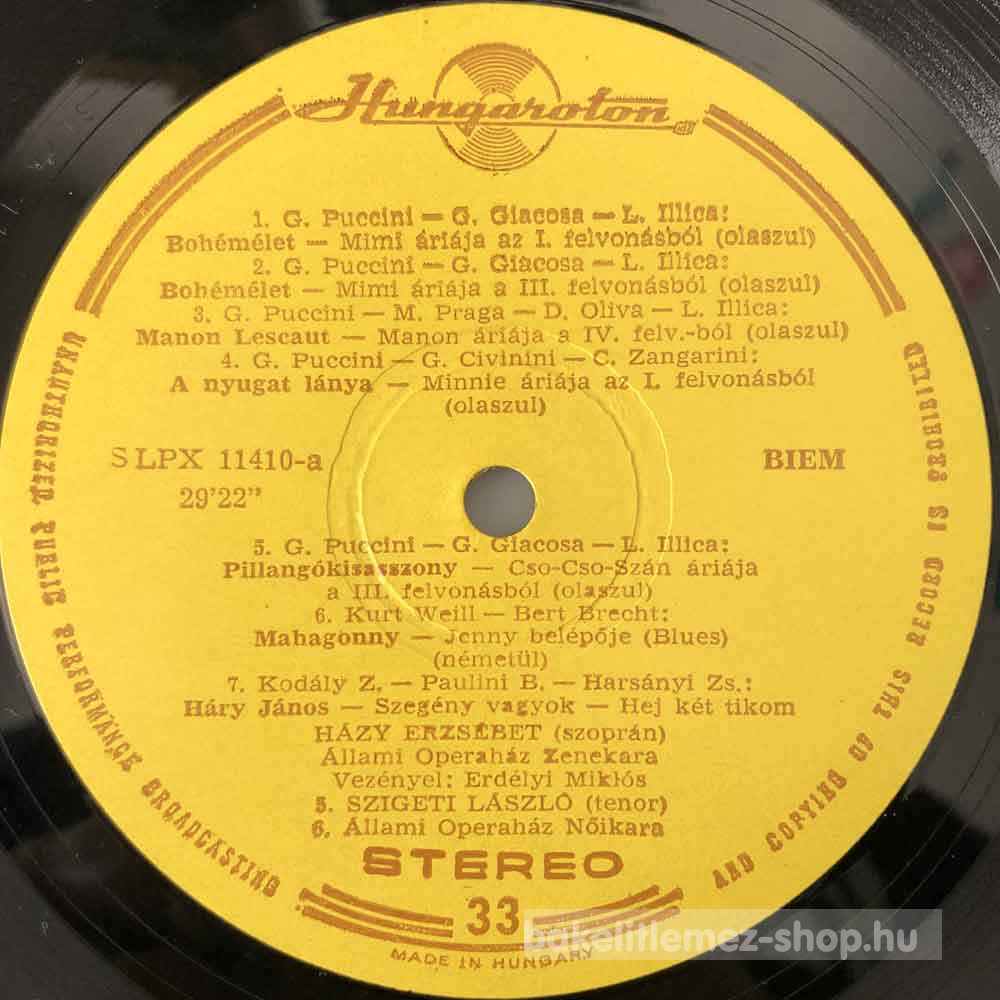 Hungaroton
1. G. Puccini — G. Giacosa — L. Illica:
Bohémélet — Mimi áriája az I. felvonásból (olaszul)
2. G. Puccini — G. Giacosa — L. Illica:
Bohémélet — Mimi áriája a III. felvonásból (olaszul)
3. G. Puccini — M. Praga — D. Oliva — L. Illica:
Manon Lescaut — Manon áriája a IV. felv.-ból (olaszul)
4. G. Puccini — G. Civinini — C. Zangarini:
A nyugat lánya — Minnie áriája az I. felvonásból
(olaszul)
SLPX 11410-a
BIEM
29'22"
5. G. Puccini — G. Giacosa — L. Illica:
Pillangókisasszony — Cso-Cso-Szán áriája
a III. felvonásból (olaszul)
6. Kurt Weill — Bert Brecht:
Mahagonny — Jenny belépője (Blues)
(németül)
7. Kodály Z. — Paulini B. — Harsányi Zs.:
Háry János — Szegény vagyok — Hej két tikom
HÁZY ERZSÉBET (szoprán)
Állami Operaház Zenekara
Vezényel: Erdélyi Miklós
5. SZIGETI LÁSZLÓ (tenor)
6. Állami Operaház Nőikara
STEREO
33
MADE IN HUNGARY
UNAUTHORIZED PUBLIC PERFORMANCE BROADCASTING
AND COPYING OF THIS RECORD IS PROHIBITED
bakelitlemez-shop.hu